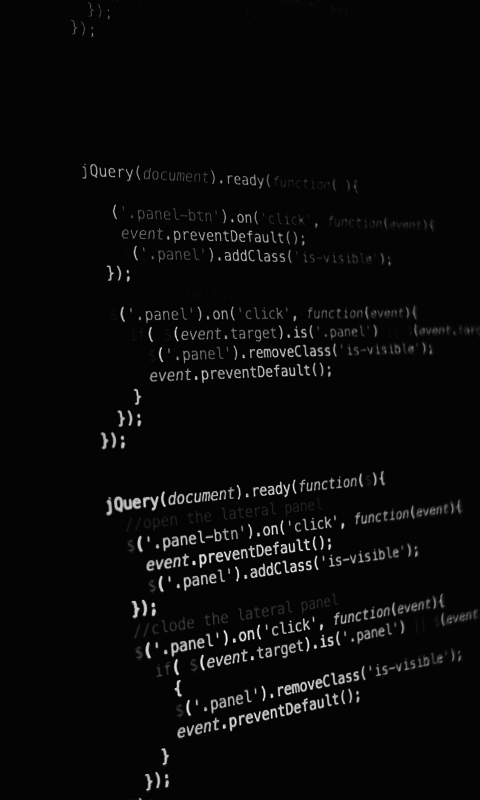 });
});
jQuery(document).ready(function( ){
('.panel-btn').on('click', function(event){
event.preventDefault();
('.panel').addClass('is-visible');
});
$('.panel').on('click', function(event){
if( $(event.target).is('.panel') || $(event.tar
$('.panel').removeClass('is-visible');
event.preventDefault();
}
});
});
jQuery(document).ready(function($){
//open the lateral panel
$('.panel-btn').on('click', function(event){
event.preventDefault();
$('.panel').addClass('is-visible');
});
//clode the lateral panel
$('.panel').on('click', function(event){
if( $(event.target).is('.panel') || $(event
{
$('.panel').removeClass('is-visible');
event.preventDefault();
}
});